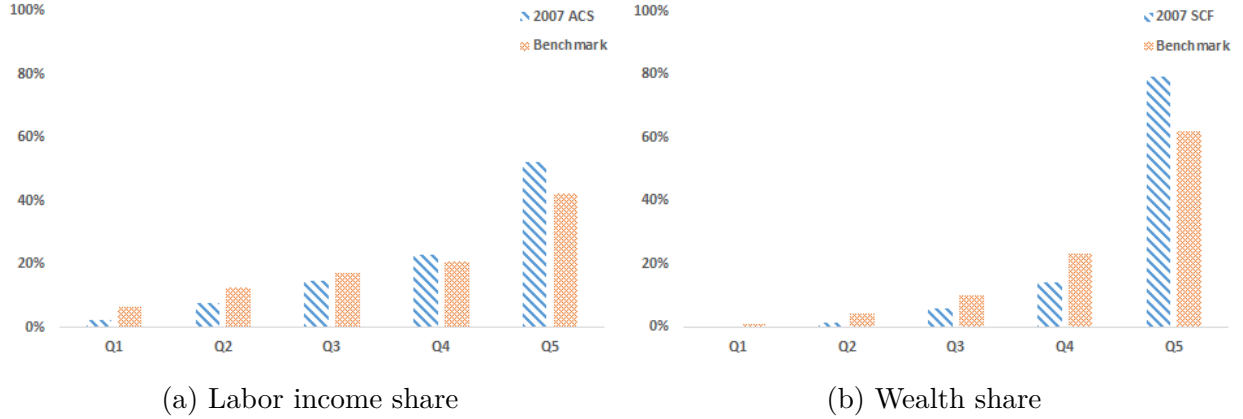 100%
80%
60%
40%
20%
0%
Q1 Q2 Q3 Q4 Q5
2007 ACS
Benchmark
(a) Labor income share
100%
80%
60%
40%
20%
0%
Q1 Q2 Q3 Q4 Q5
2007 SCF
Benchmark
(b) Wealth share